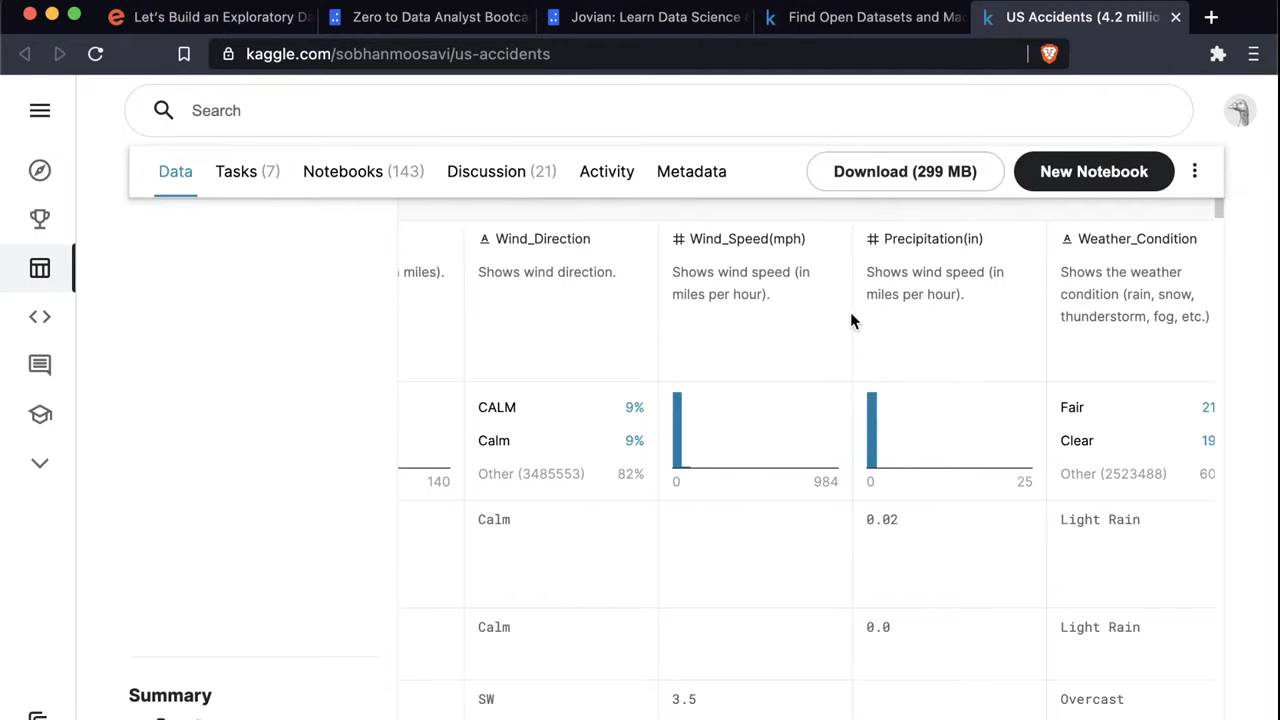 Let's Build an Exploratory Da
Zero to Data Analyst Bootca
Jovian: Learn Data Science
Find Open Datasets and Mac
US Accidents (4.2 millio
kaggle.com/sobhanmoosavi/us-accidents
Search
Data
Tasks (7)
Notebooks (143)
Discussion (21)
Activity
Metadata
Download (299 MB)
New Notebook
Wind_Direction
# Wind_Speed(mph)
# Precipitation(in)
Weather_Condition
miles).
Shows wind direction.
Shows wind speed (in
miles per hour).
Shows wind speed (in
miles per hour).
Shows the weather
condition (rain, snow,
thunderstorm, fog, etc.)
140
CALM 9%
Calm 9%
Other (3485553) 82%
0 984
0 25
Fair 21
Clear 19
Other (2523488) 60
Calm 0.02 Light Rain
Calm 0.0 Light Rain
SW 3.5 Overcast
Summary